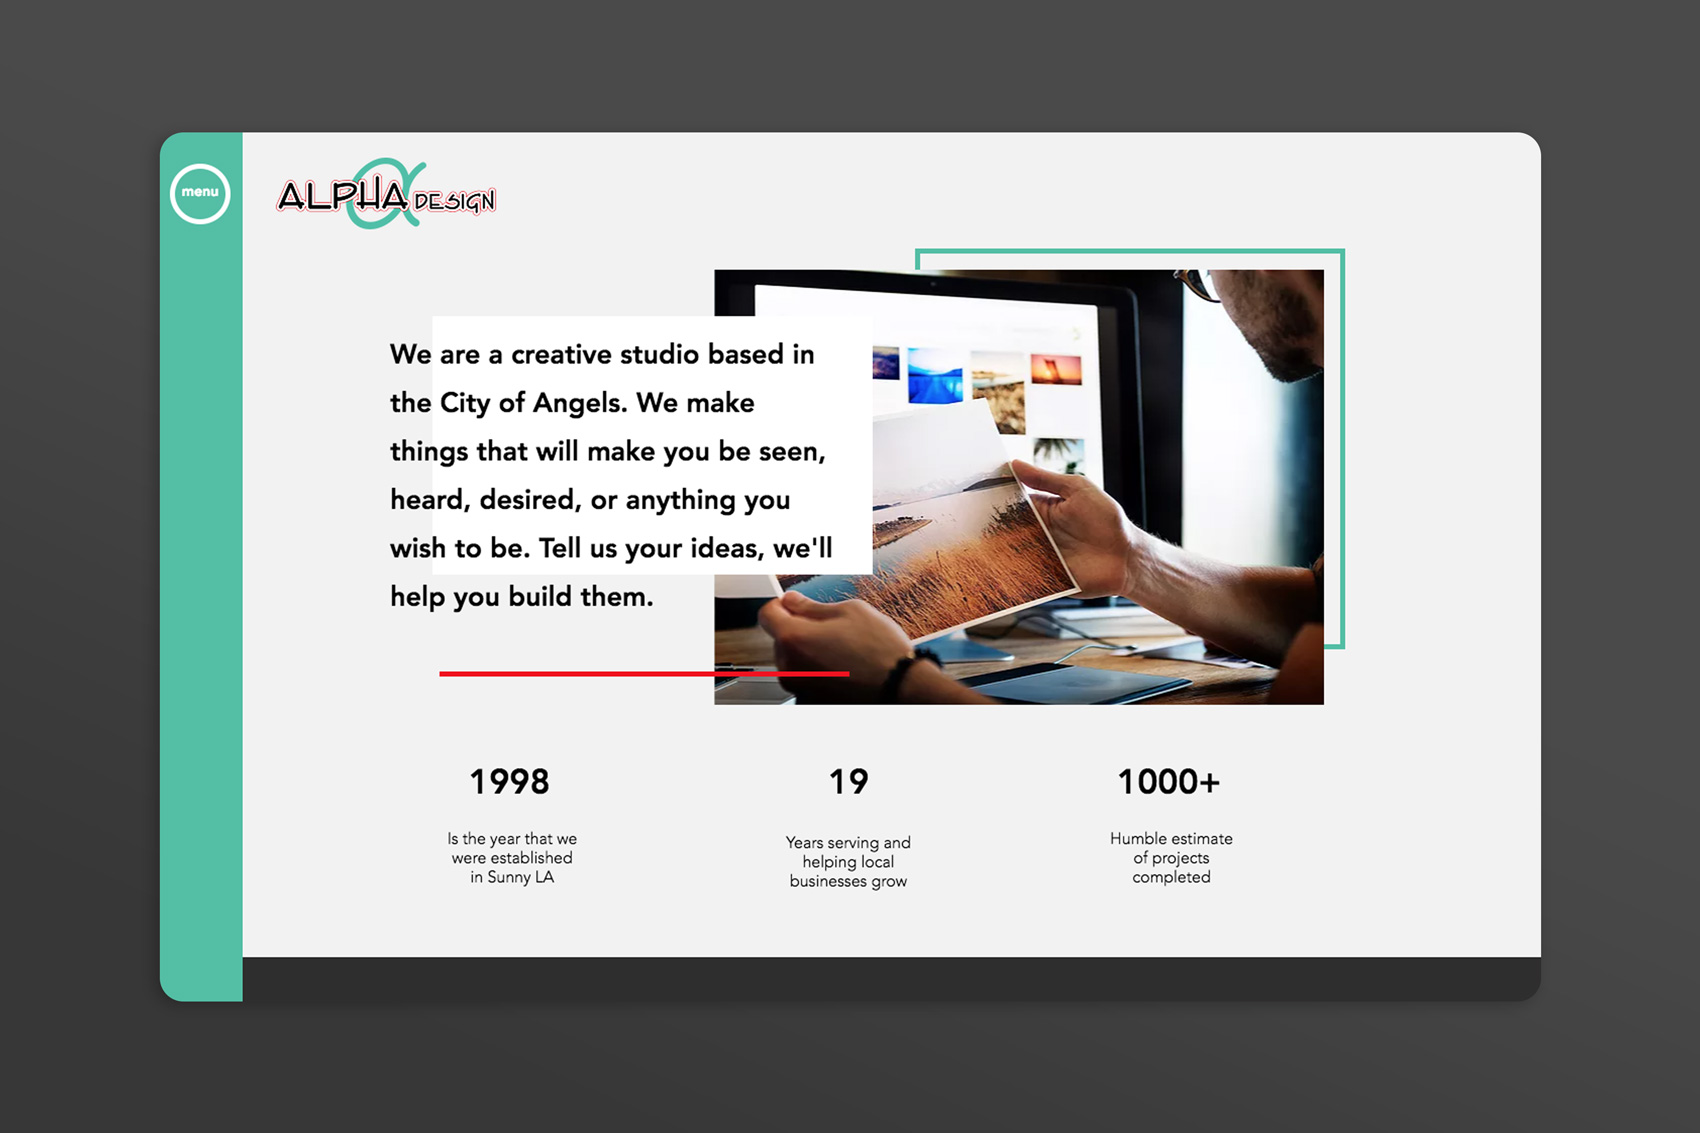 menu
ALPHA DESIGN
We are a creative studio based in
the City of Angels. We make
things that will make you be seen,
heard, desired, or anything you
wish to be. Tell us your ideas, we'll
help you build them.
1998
Is the year that we
were established
in Sunny LA
19
Years serving and
helping local
businesses grow
1000+
Humble estimate
of projects
completed